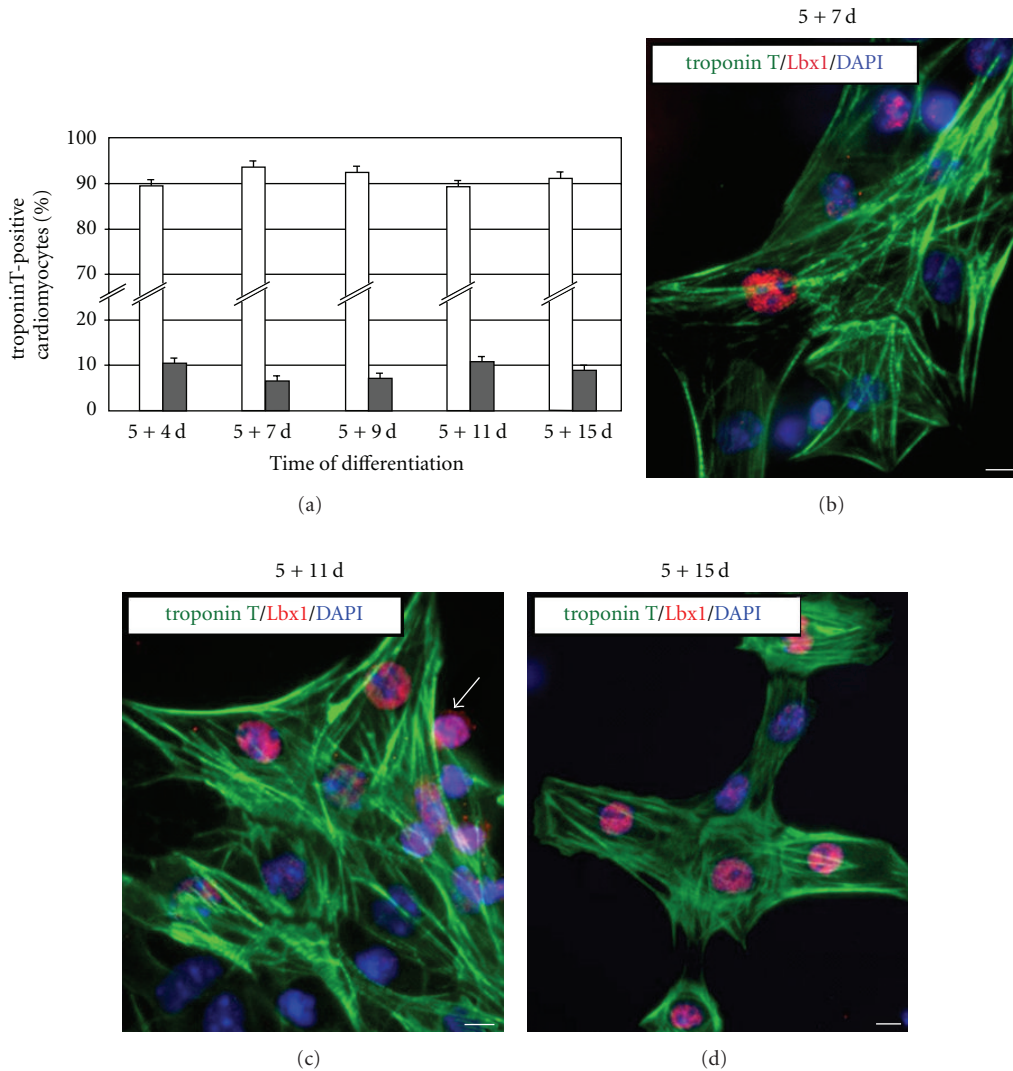 100
90
80
70
20
10
0
troponinT-positive
cardiomyocytes (%)
5 + 4 d 5 + 7 d 5 + 9 d 5 + 11 d 5 + 15 d
Time of differentiation
(a)
5 + 7 d
troponin T/Lbx1/DAPI
(b)
5 + 11 d
troponin T/Lbx1/DAPI
(c)
5 + 15 d
troponin T/Lbx1/DAPI
(d)